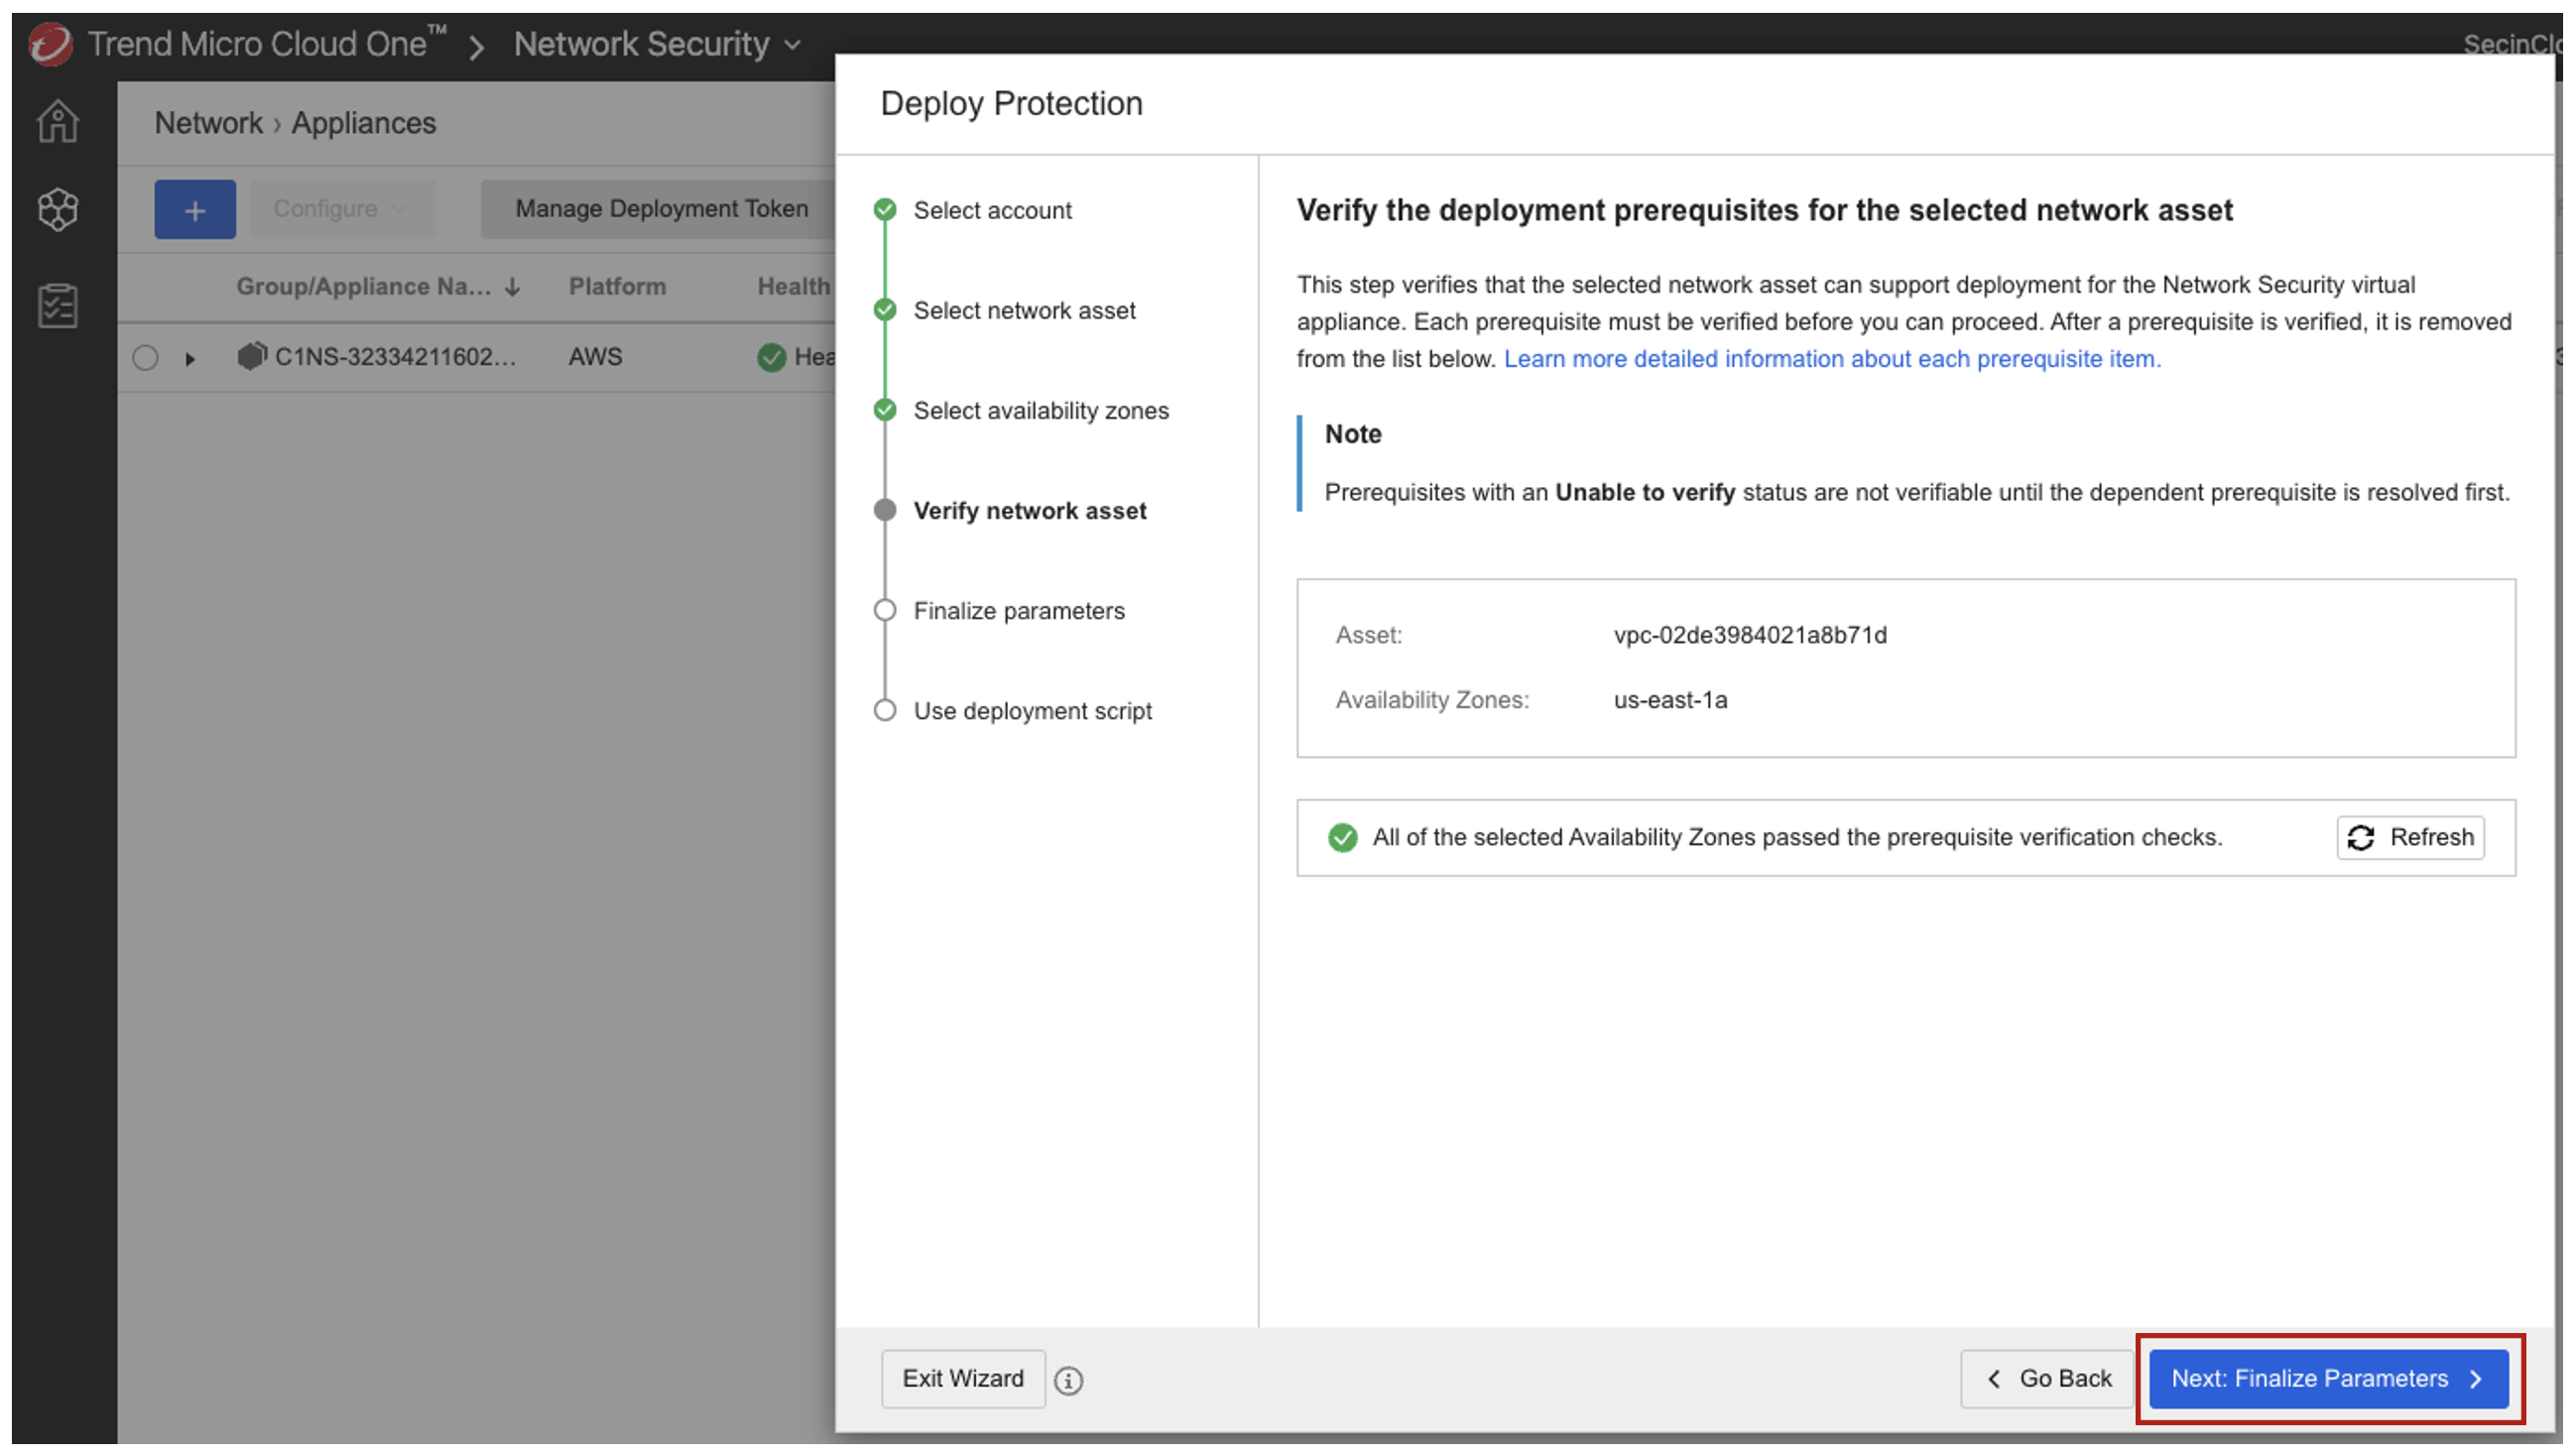 Trend Micro Cloud One™ > Network Security
SecinClo
Network › Appliances
+ Configure Manage Deployment Token
Group/Appliance Na... ↓ Platform Health
C1NS-32334211602... AWS Hea
Deploy Protection
Select account
Select network asset
Select availability zones
Verify network asset
Finalize parameters
Use deployment script
Verify the deployment prerequisites for the selected network asset
This step verifies that the selected network asset can support deployment for the Network Security virtual
appliance. Each prerequisite must be verified before you can proceed. After a prerequisite is verified, it is removed
from the list below. Learn more detailed information about each prerequisite item.
Note
Prerequisites with an Unable to verify status are not verifiable until the dependent prerequisite is resolved first.
Asset: vpc-02de3984021a8b71d
Availability Zones: us-east-1a
All of the selected Availability Zones passed the prerequisite verification checks. Refresh
Exit Wizard
Go Back
Next: Finalize Parameters